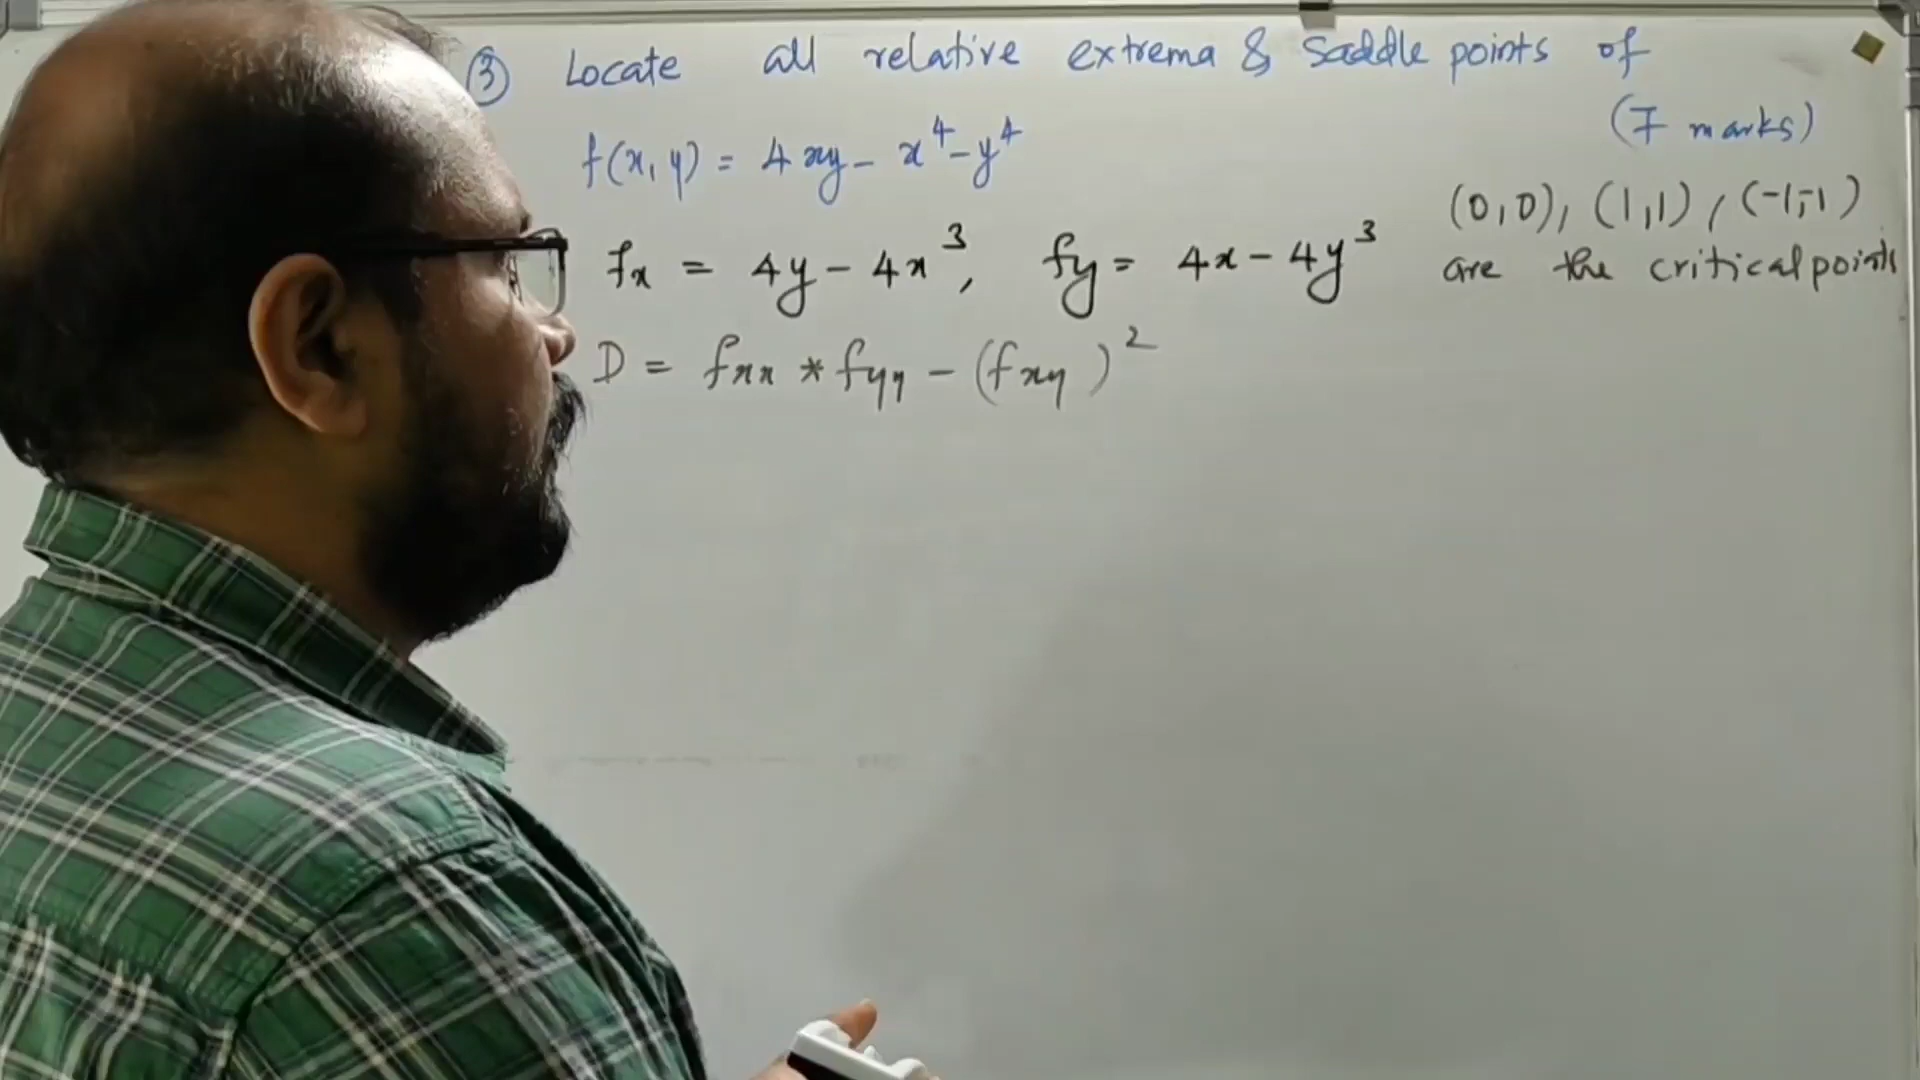 ③ Locate all relative extrema & Saddle points of
(7 marks)
f(x,y) = 4xy - x⁴ - y⁴
(0,0), (1,1), (-1,-1)
are the critical points
fx = 4y - 4x³, fy = 4x - 4y³
D = fxx * fyy - (fxy)²